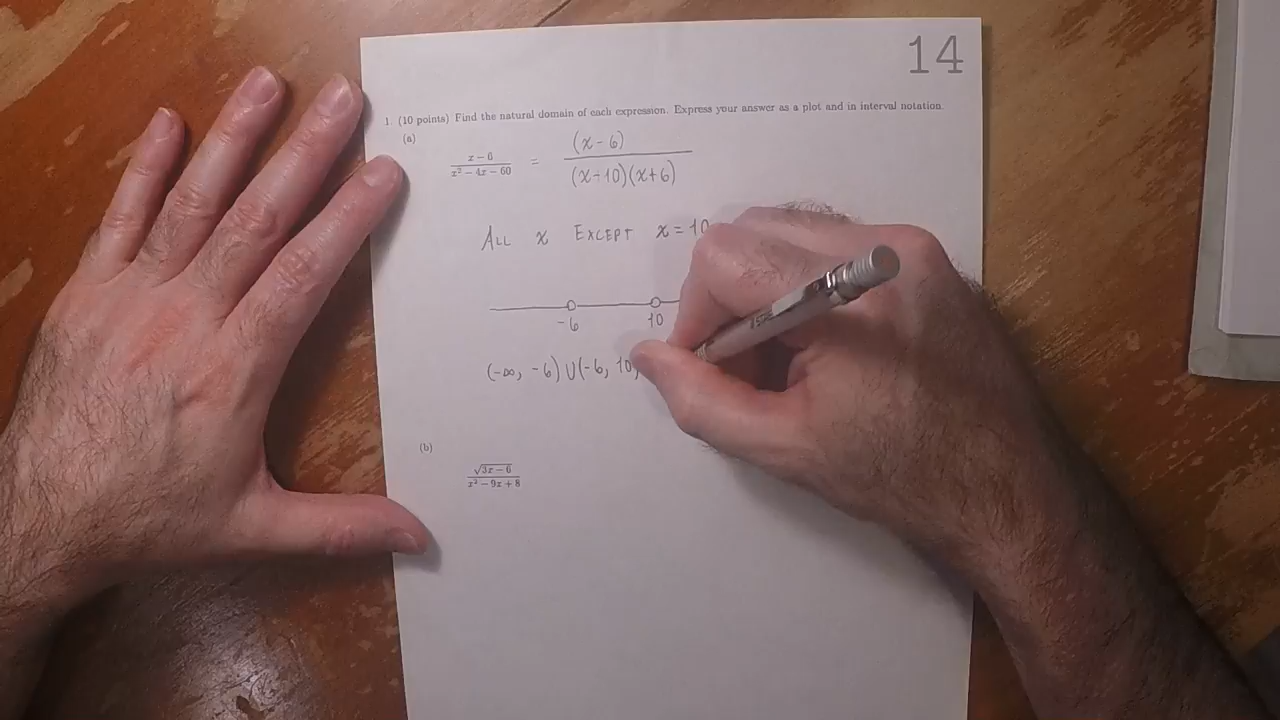 14
1. (10 points) Find the natural domain of each expression. Express your answer as a plot and in interval notation.
(a)
(x-6)
x - 6 =
x² - 4x - 60 (x-10)(x+6)
ALL x EXCEPT x = 10
-6 10
(-∞, -6) ∪ (-6, 10,
(b)
√3x - 6
x² - 9x + 8